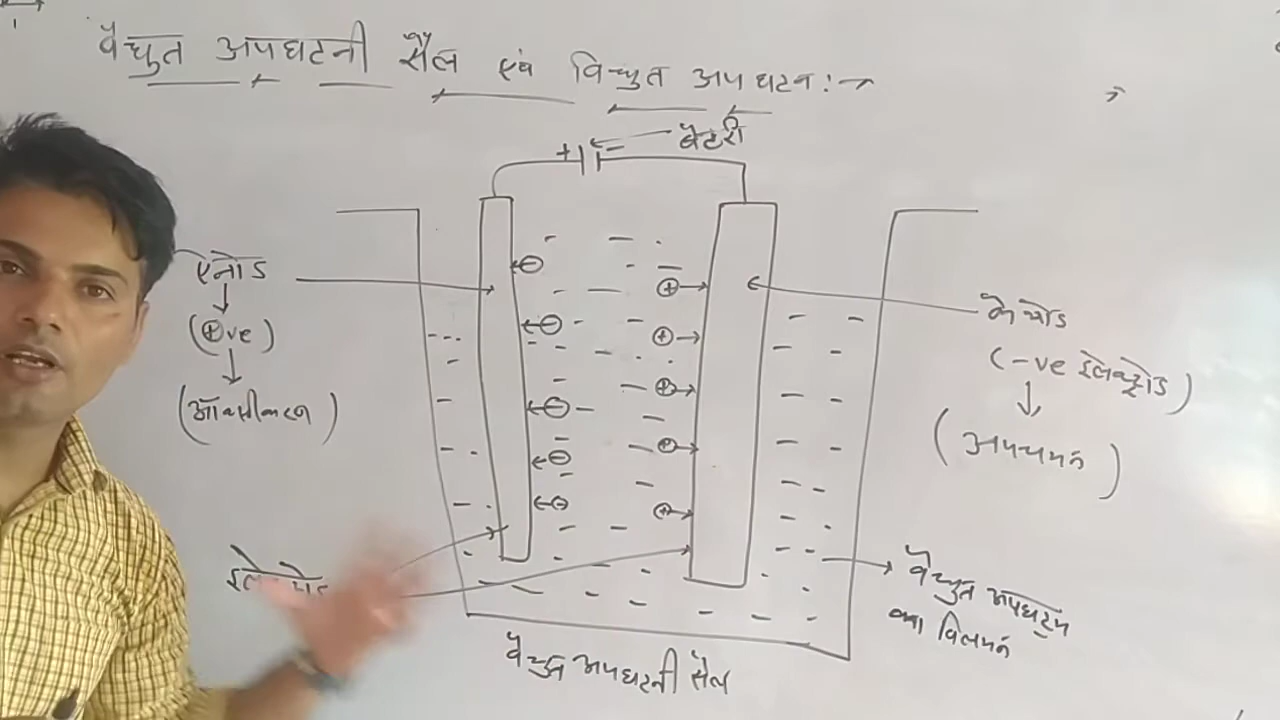 वैद्युत अपघटनी सैल एवं विद्युत अपघटन :→
बैटरी
+ -
एनोड
↓
(⊕ve)
↓
(ऑक्सीकरण)
कैथोड
(-ve इलेक्ट्रोड)
↓
(अपचयन)
वैद्युत अपघट्य
का विलयन
वैद्युत अपघटनी सैल